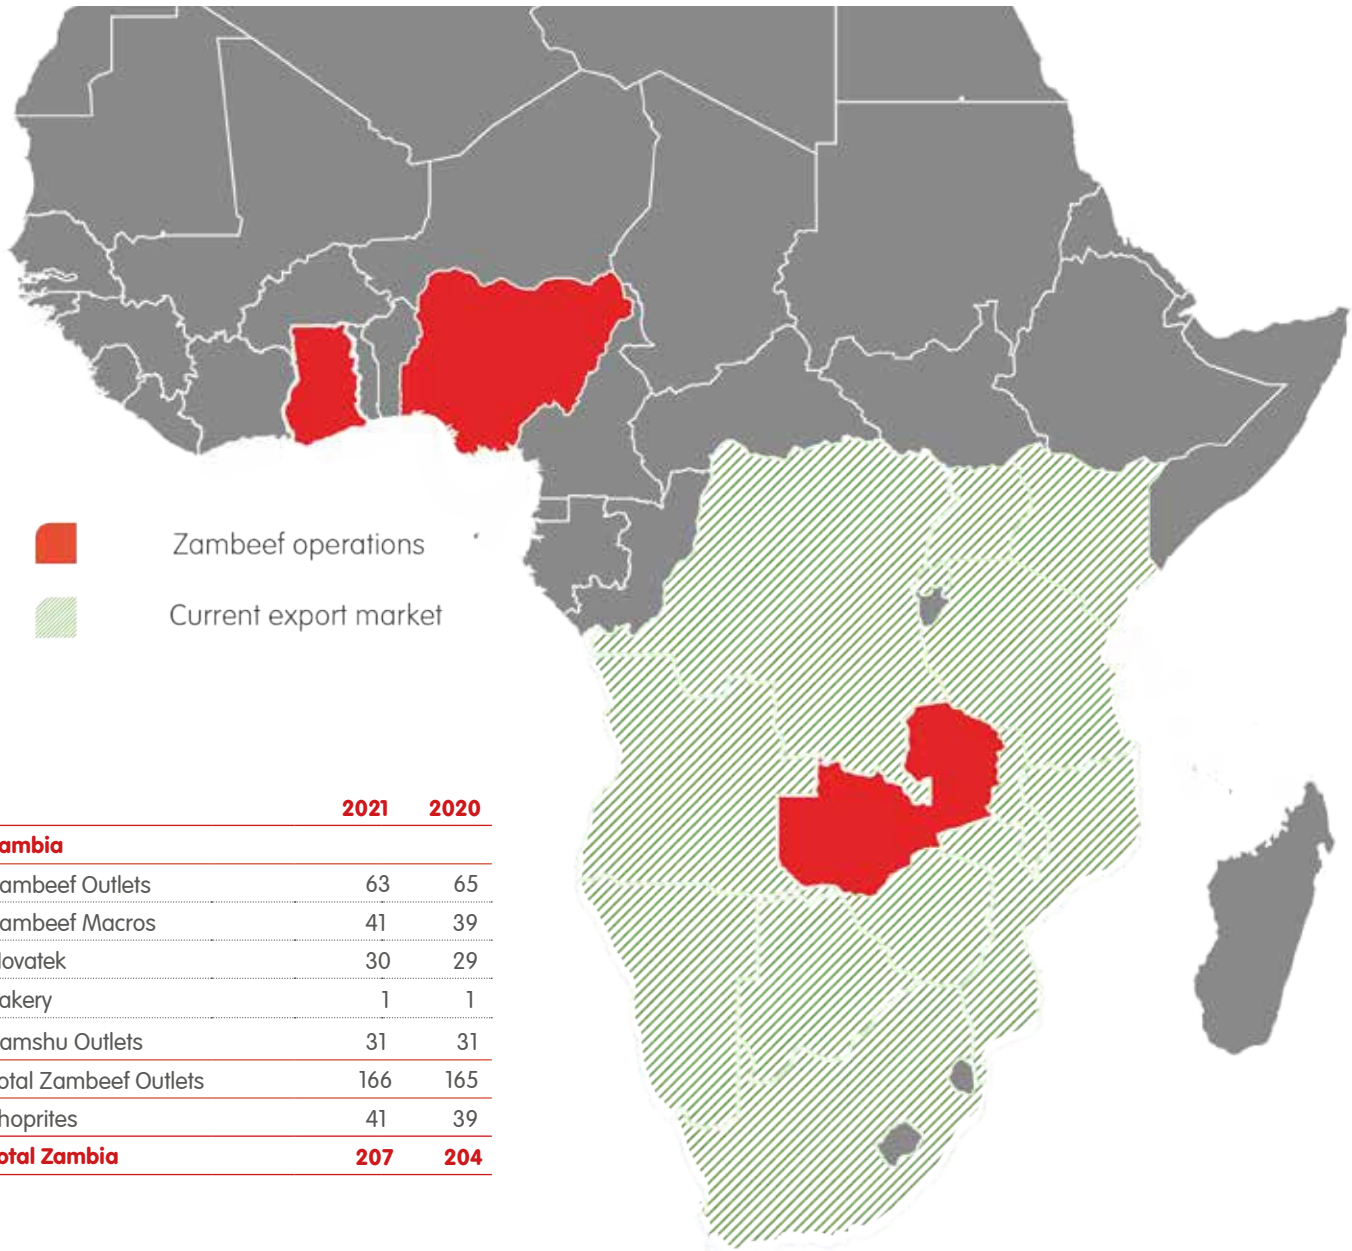 Zambeef operations
Current export market
2021 2020
ambia
ambeef Outlets 63 65
ambeef Macros 41 39
ovatek 30 29
akery 1 1
amshu Outlets 31 31
otal Zambeef Outlets 166 165
hoprites 41 39
otal Zambia 207 204